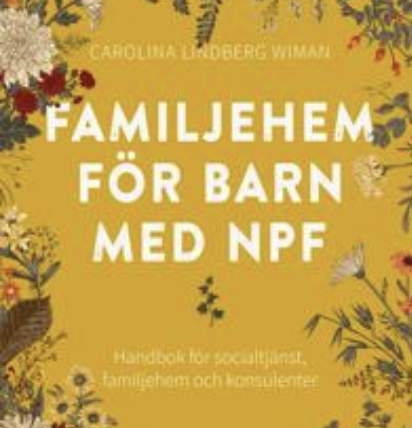 CAROLINA LINDBERG WIMAN
FAMILJEHEM
FÖR BARN
MED NPF
Handbok för socialtjänst,
familjehem och konsulenter